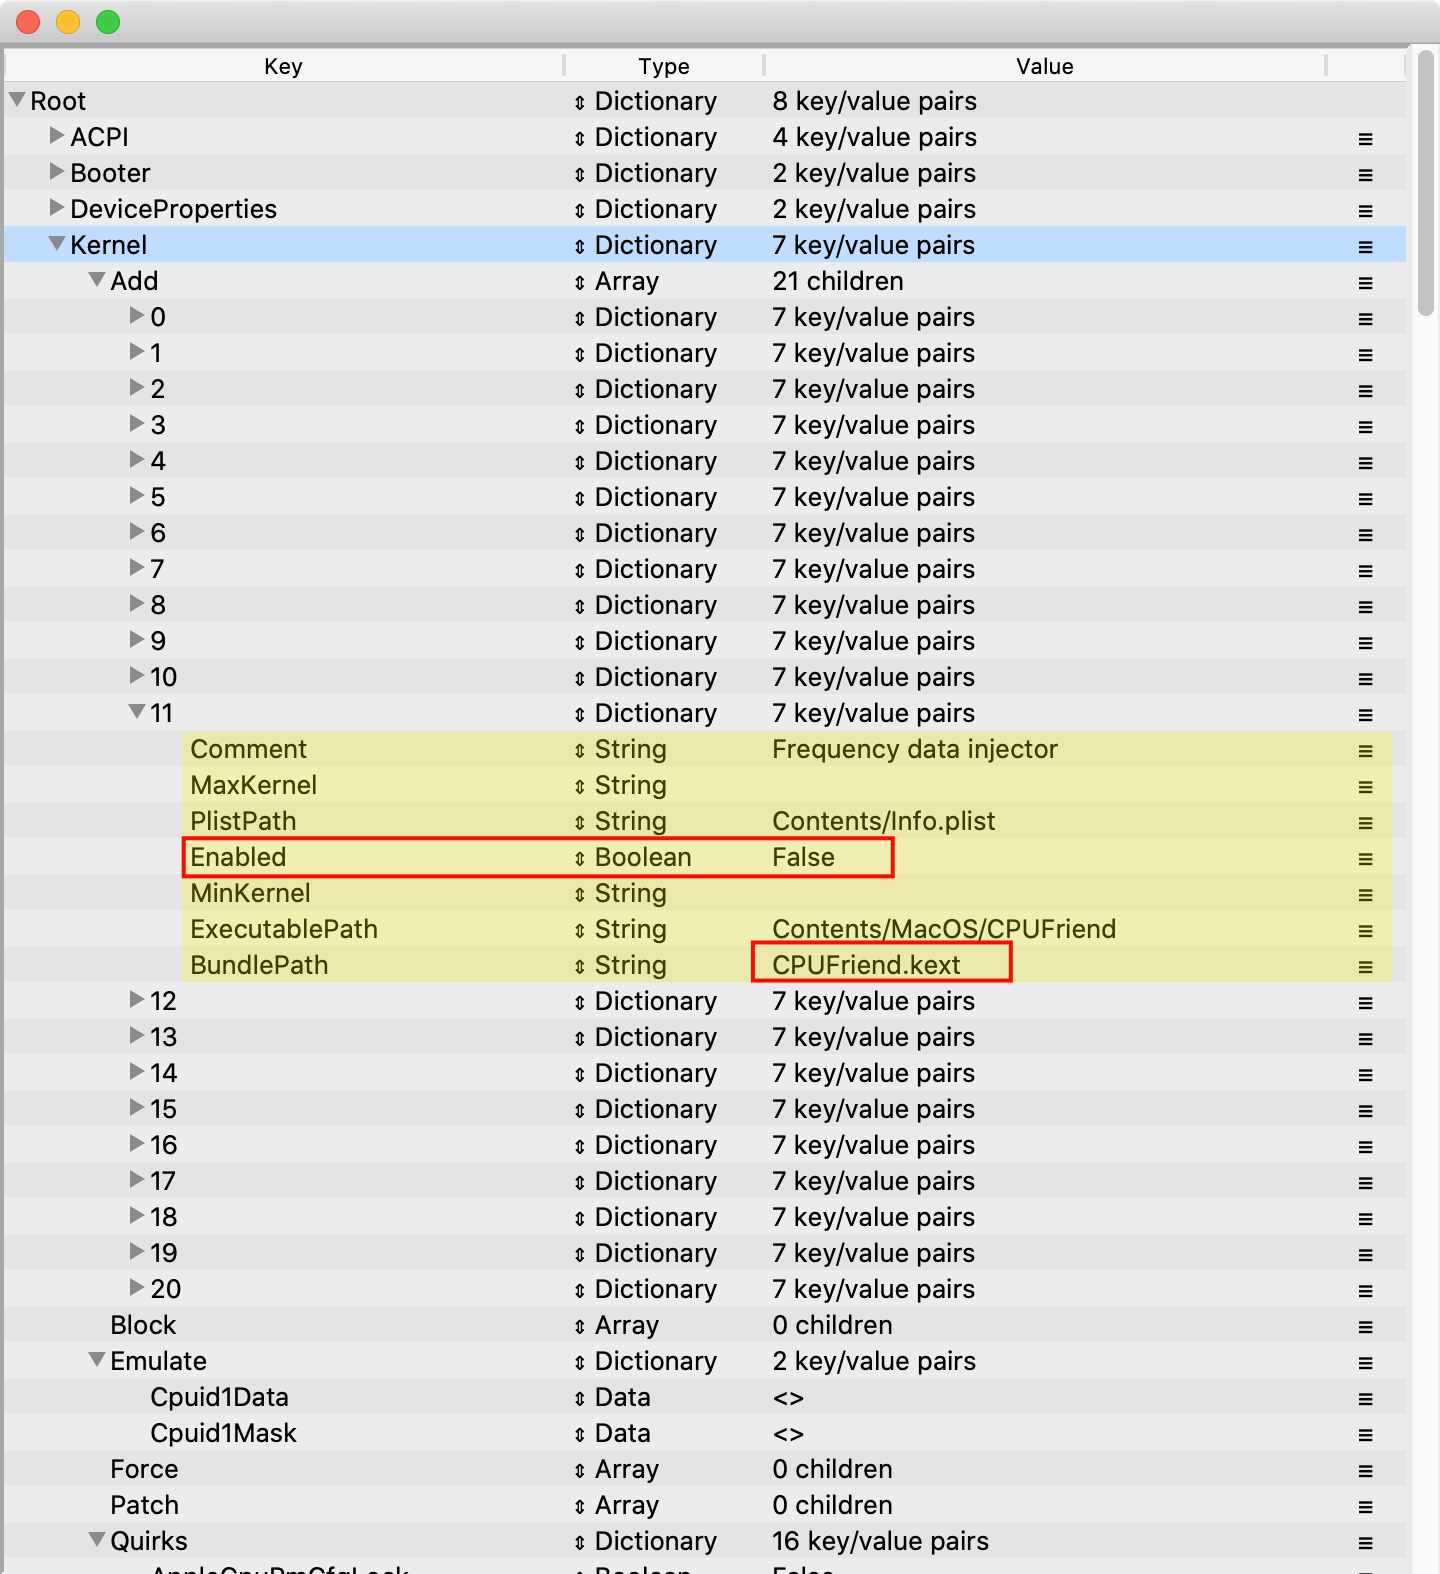 Key Type Value
Root Dictionary 8 key/value pairs
ACPI Dictionary 4 key/value pairs
Booter Dictionary 2 key/value pairs
DeviceProperties Dictionary 2 key/value pairs
Kernel Dictionary 7 key/value pairs
Add Array 21 children
0 Dictionary 7 key/value pairs
1 Dictionary 7 key/value pairs
2 Dictionary 7 key/value pairs
3 Dictionary 7 key/value pairs
4 Dictionary 7 key/value pairs
5 Dictionary 7 key/value pairs
6 Dictionary 7 key/value pairs
7 Dictionary 7 key/value pairs
8 Dictionary 7 key/value pairs
9 Dictionary 7 key/value pairs
10 Dictionary 7 key/value pairs
11 Dictionary 7 key/value pairs
Comment String Frequency data injector
MaxKernel String
PlistPath String Contents/Info.plist
Enabled Boolean False
MinKernel String
ExecutablePath String Contents/MacOS/CPUFriend
BundlePath String CPUFriend.kext
12 Dictionary 7 key/value pairs
13 Dictionary 7 key/value pairs
14 Dictionary 7 key/value pairs
15 Dictionary 7 key/value pairs
16 Dictionary 7 key/value pairs
17 Dictionary 7 key/value pairs
18 Dictionary 7 key/value pairs
19 Dictionary 7 key/value pairs
20 Dictionary 7 key/value pairs
Block Array 0 children
Emulate Dictionary 2 key/value pairs
Cpuid1Data Data <>
Cpuid1Mask Data <>
Force Array 0 children
Patch Array 0 children
Quirks Dictionary 16 key/value pairs
AppleCpuPmCfgLock Boolean False